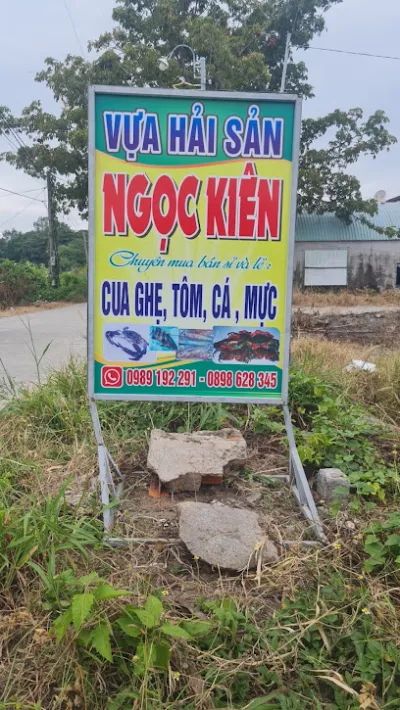 VỰA HẢI SẢN
NGỌC KIÊN
Chuyên mua bán sỉ và lẻ :
CUA GHẸ, TÔM, CÁ , MỰC
0989 192 291 - 0898 628 345